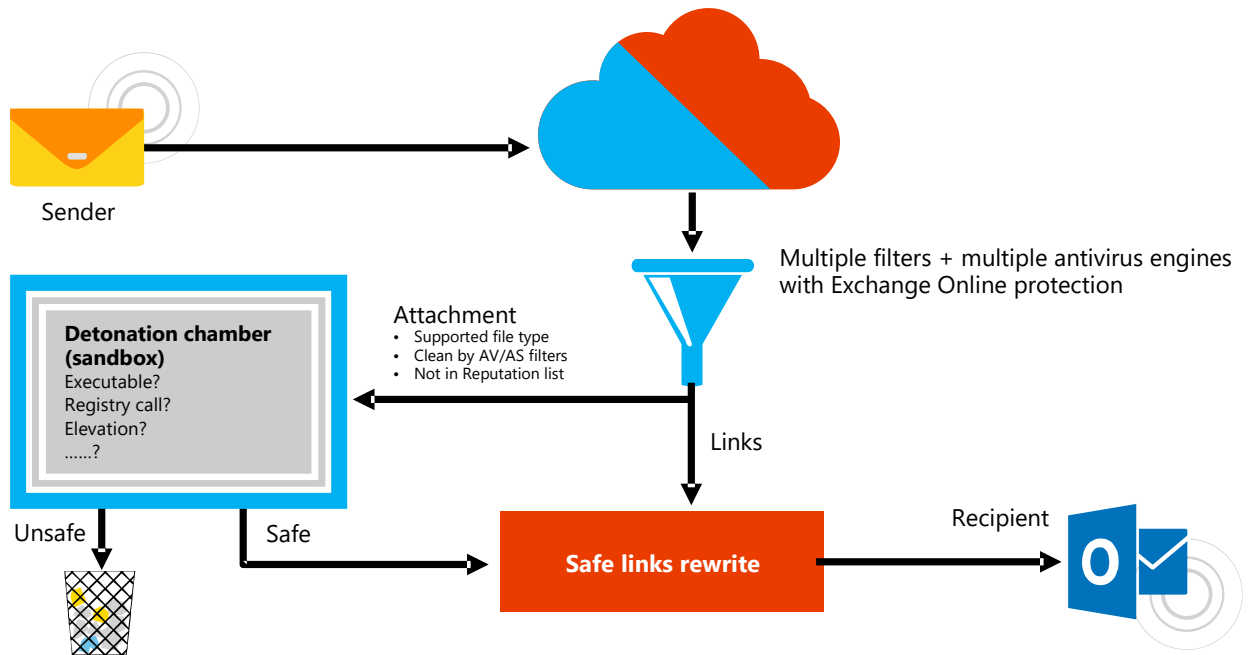 Sender
Multiple filters + multiple antivirus engines
with Exchange Online protection
Attachment
• Supported file type
• Clean by AV/AS filters
• Not in Reputation list
Detonation chamber
(sandbox)
Executable?
Registry call?
Elevation?
......?
Links
Unsafe
Safe
Safe links rewrite
Recipient
O